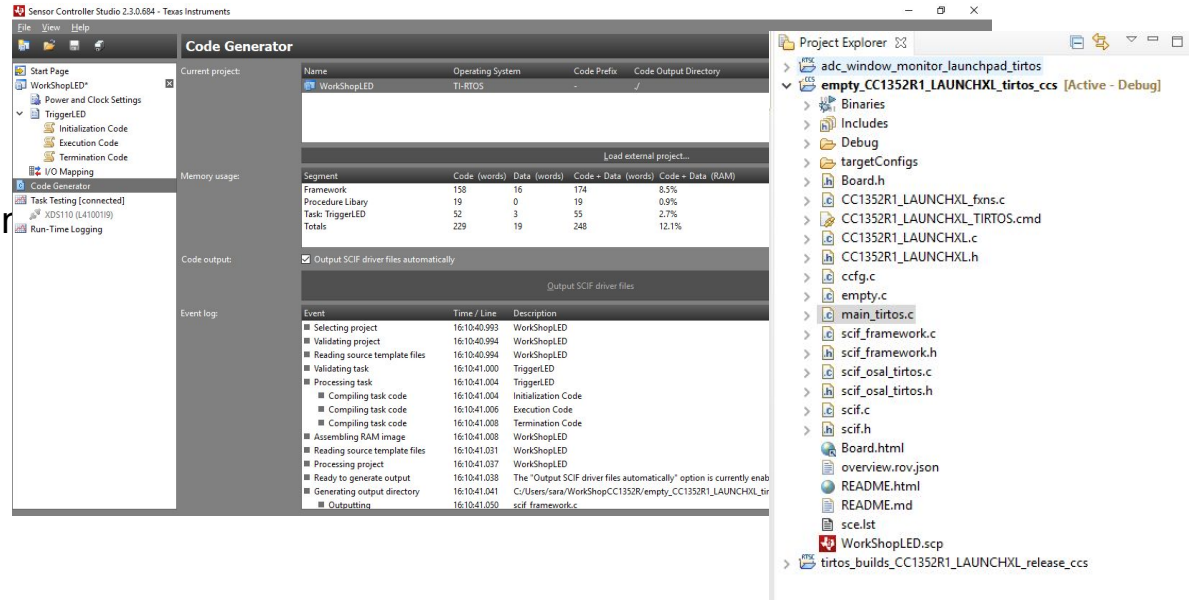 Sensor Controller Studio 2.3.0.684 - Texas Instruments
File View Help
Code Generator
Start Page
WorkShopLED*
Power and Clock Settings
TriggerLED
Initialization Code
Execution Code
Termination Code
I/O Mapping
Code Generator
Task Testing [connected]
XDS110 (L41001I9)
Run-Time Logging
r
Current project:
Name Operating System Code Prefix Code Output Directory
WorkShopLED TI-RTOS - ./
Load external project...
Memory usage:
Segment Code (words) Data (words) Code + Data (words) Code + Data (RAM)
Framework 158 16 174 8.5%
Procedure Libary 19 0 19 0.9%
Task: TriggerLED 52 3 55 2.7%
Totals 229 19 248 12.1%
Code output:
Output SCIF driver files automatically
Output SCIF driver files
Event log:
Event Time / Line Description
Selecting project 16:10:40.993 WorkShopLED
Validating project 16:10:40.994 WorkShopLED
Reading source template files 16:10:40.994 WorkShopLED
Validating task 16:10:41.000 TriggerLED
Processing task 16:10:41.004 TriggerLED
Compiling task code 16:10:41.004 Initialization Code
Compiling task code 16:10:41.006 Execution Code
Compiling task code 16:10:41.008 Termination Code
Assembling RAM image 16:10:41.008 WorkShopLED
Reading source template files 16:10:41.031 WorkShopLED
Processing project 16:10:41.037 WorkShopLED
Ready to generate output 16:10:41.038 The "Output SCIF driver files automatically" option is currently enab
Generating output directory 16:10:41.041 C:/Users/sara/WorkShopCC1352R/empty_CC1352R1_LAUNCHXL_tir
Outputting 16:10:41.050 scif_framework.c
Project Explorer
adc_window_monitor_launchpad_tirtos
empty_CC1352R1_LAUNCHXL_tirtos_ccs [Active - Debug]
Binaries
Includes
Debug
targetConfigs
Board.h
CC1352R1_LAUNCHXL_fxns.c
CC1352R1_LAUNCHXL_TIRTOS.cmd
CC1352R1_LAUNCHXL.c
CC1352R1_LAUNCHXL.h
ccfg.c
empty.c
main_tirtos.c
scif_framework.c
scif_framework.h
scif_osal_tirtos.c
scif_osal_tirtos.h
scif.c
scif.h
Board.html
overview.rov.json
README.html
README.md
sce.lst
WorkShopLED.scp
tirtos_builds_CC1352R1_LAUNCHXL_release_ccs